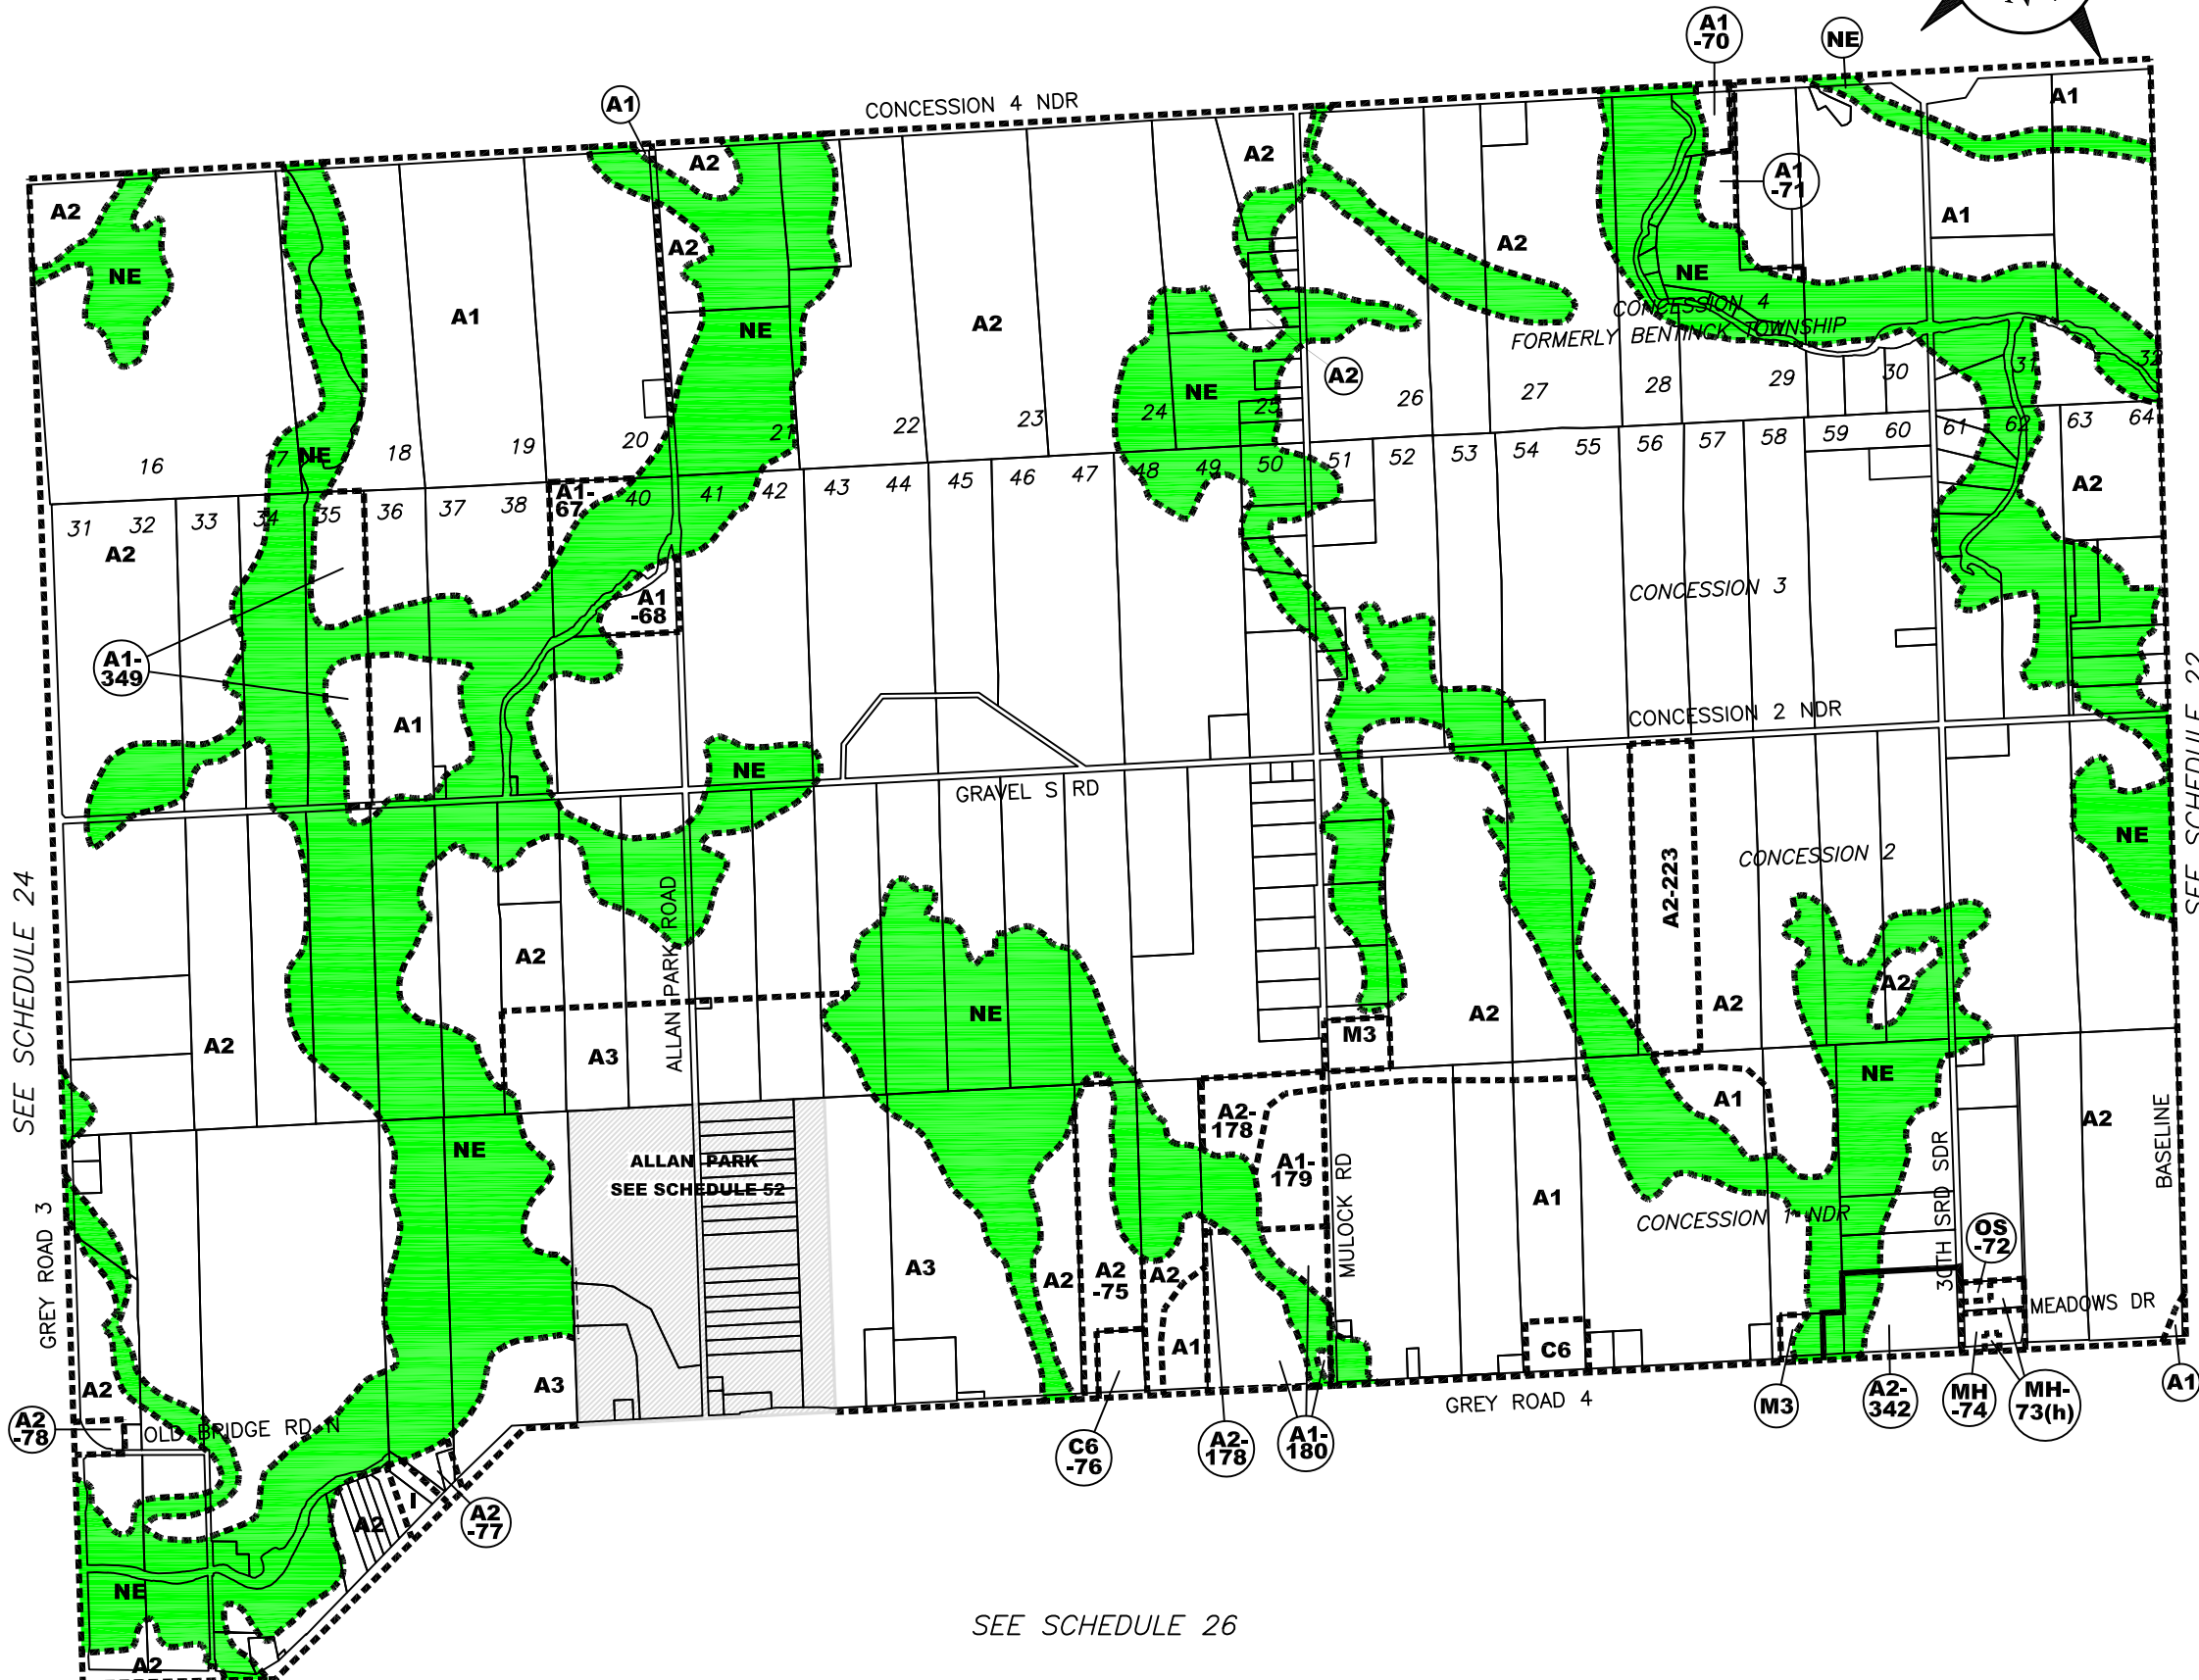 N
A1
-70
NE
A1
CONCESSION 4 NDR
A1
A2
A2
A1
-71
A2
A1
A2
A2
NE
NE
CONCESSION 4
FORMERLY BENTINCK TOWNSHIP
A1
A2
NE
A2
NE
16
17
NE
18
19
20
21
22
23
24
25
26
27
28
29
30
31
32
31
32
33
34
35
36
37
38
A1-
67
40
41
42
43
44
45
46
47
48
49
50
51
52
53
54
55
56
57
58
59
60
61
62
63
64
A2
A2
CONCESSION 3
A1
-68
A1-
349
A1
NE
GRAVEL S RD
CONCESSION 2 NDR
SEE SCHEDULE 22
NE
CONCESSION 2
A2-223
SEE SCHEDULE 24
ALLAN PARK ROAD
A2
A2
A3
NE
M3
A2
A2
A2
NE
A1
A2
BASELINE
NE
ALLAN PARK
SEE SCHEDULE 52
A2-
178
A1-
179
MULOCK RD
A1
CONCESSION 1 NDR
30TH SRD SDR
OS
-72
MEADOWS DR
GREY ROAD 3
A3
A2
A2
-75
A2
A1
C6
A3
A2
A2
-78
OLD BRIDGE RD N
GREY ROAD 4
M3
A2-
342
MH
-74
MH-
73(h)
A1
C6
-76
A2-
178
A1-
180
I
A2
A2
-77
NE
A2
SEE SCHEDULE 26